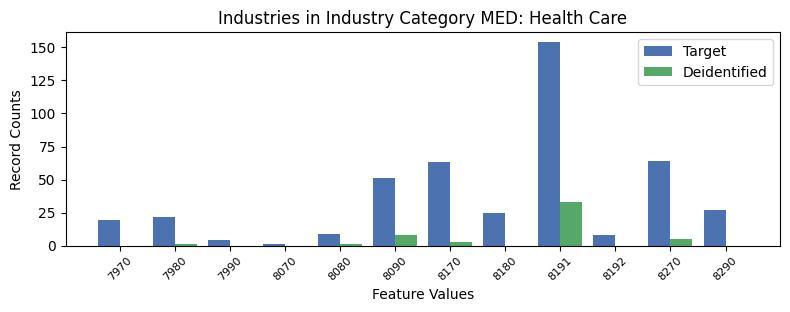 Industries in Industry Category MED: Health Care
Target
Deidentified
Record Counts
150
125
100
75
50
25
0
7970 7980 7990 8070 8080 8090 8170 8180 8191 8192 8270 8290
Feature Values